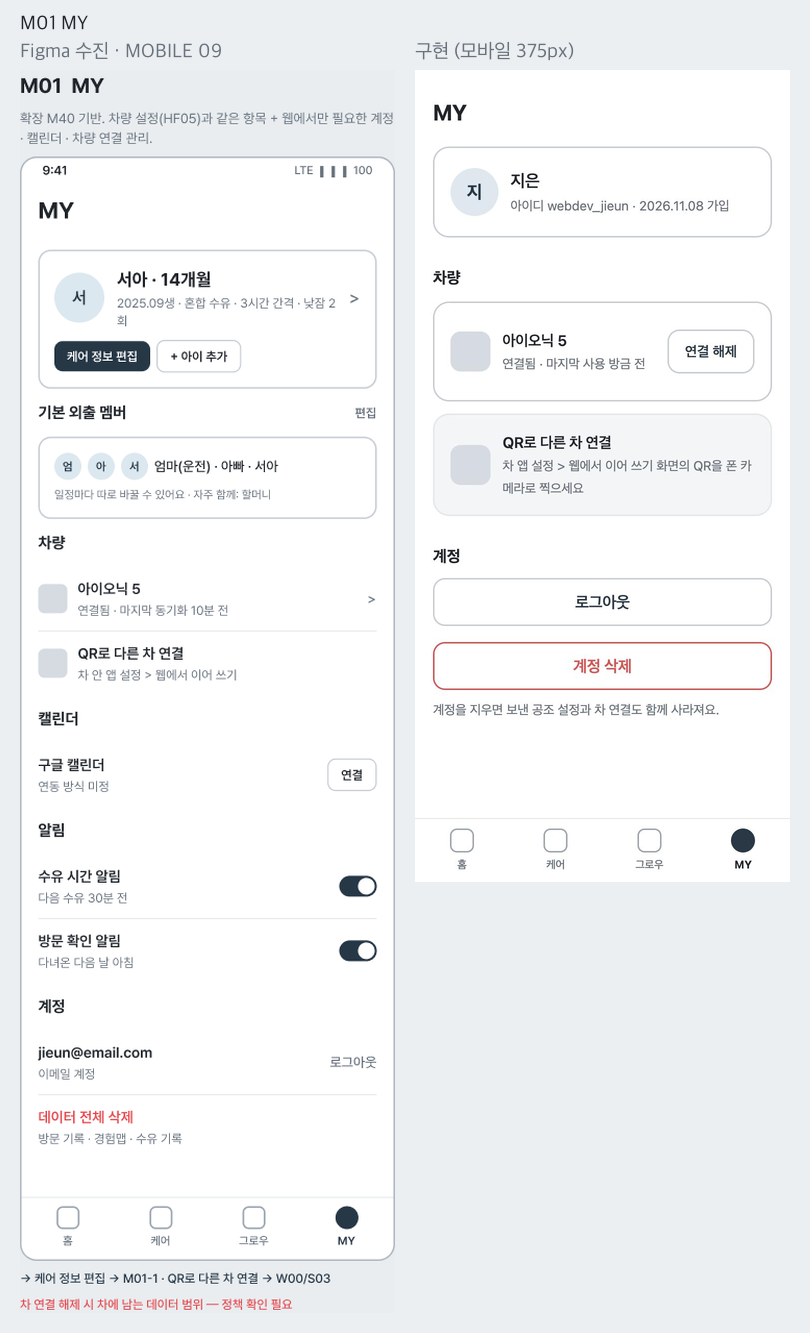 M01 MY
Figma 수진 · MOBILE 09
M01 MY
확장 M40 기반. 차량 설정(HF05)과 같은 항목 + 웹에서만 필요한 계정
· 캘린더 · 차량 연결 관리.
9:41
LTE ▌▌▌ 100
MY
서
서아 · 14개월
2025.09생 · 혼합 수유 · 3시간 간격 · 낮잠 2
회
>
케어 정보 편집
+ 아이 추가
기본 외출 멤버
편집
엄
아
서
엄마(운전) · 아빠 · 서아
일정마다 따로 바꿀 수 있어요 · 자주 함께: 할머니
차량
아이오닉 5
연결됨 · 마지막 동기화 10분 전
>
QR로 다른 차 연결
차 안 앱 설정 > 웹에서 이어 쓰기
캘린더
구글 캘린더
연동 방식 미정
연결
알림
수유 시간 알림
다음 수유 30분 전
방문 확인 알림
다녀온 다음 날 아침
계정
jieun@email.com
이메일 계정
로그아웃
데이터 전체 삭제
방문 기록 · 경험맵 · 수유 기록
홈
케어
그로우
MY
→ 케어 정보 편집 → M01-1 · QR로 다른 차 연결 → W00/S03
차 연결 해제 시 차에 남는 데이터 범위 — 정책 확인 필요
구현 (모바일 375px)
MY
지
지은
아이디 webdev_jieun · 2026.11.08 가입
차량
아이오닉 5
연결됨 · 마지막 사용 방금 전
연결 해제
QR로 다른 차 연결
차 앱 설정 > 웹에서 이어 쓰기 화면의 QR을 폰 카
메라로 찍으세요
계정
로그아웃
계정 삭제
계정을 지우면 보낸 공조 설정과 차 연결도 함께 사라져요.
홈
케어
그로우
MY